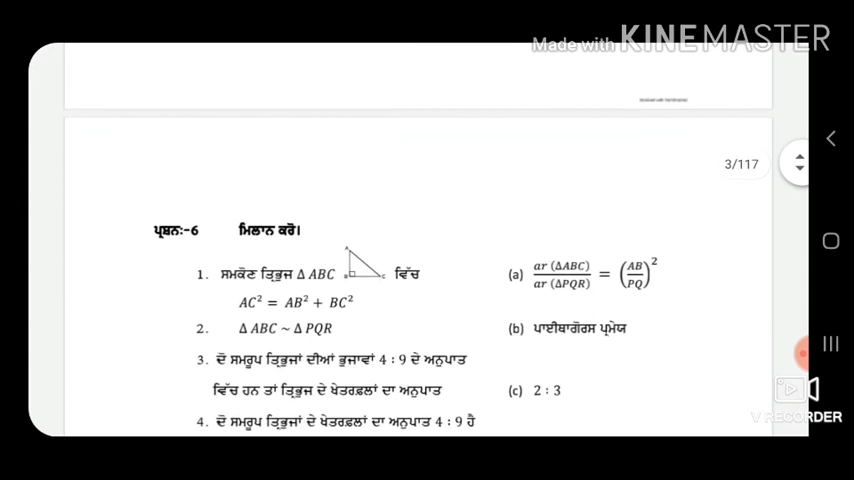 Made with KINEMASTER
3/117
ਪ੍ਰਸ਼ਨ:-6 ਮਿਲਾਨ ਕਰੋ।
1. ਸਮਕੋਣ ਤ੍ਰਿਭੁਜ Δ ABC A B C ਵਿੱਚ (a) ar (ΔABC) / ar (ΔPQR) = (AB/PQ)²
AC² = AB² + BC²
2. Δ ABC ~ Δ PQR (b) ਪਾਈਥਾਗੋਰਸ ਪ੍ਰਮੇਯ
3. ਦੋ ਸਮਰੂਪ ਤ੍ਰਿਭੁਜਾਂ ਦੀਆਂ ਭੁਜਾਵਾਂ 4 : 9 ਦੇ ਅਨੁਪਾਤ
ਵਿੱਚ ਹਨ ਤਾਂ ਤ੍ਰਿਭੁਜ ਦੇ ਖੇਤਰਫ਼ਲਾਂ ਦਾ ਅਨੁਪਾਤ (c) 2 : 3
V RECORDER
4. ਦੋ ਸਮਰੂਪ ਤ੍ਰਿਭੁਜਾਂ ਦੇ ਖੇਤਰਫ਼ਲਾਂ ਦਾ ਅਨੁਪਾਤ 4 : 9 ਹੈ